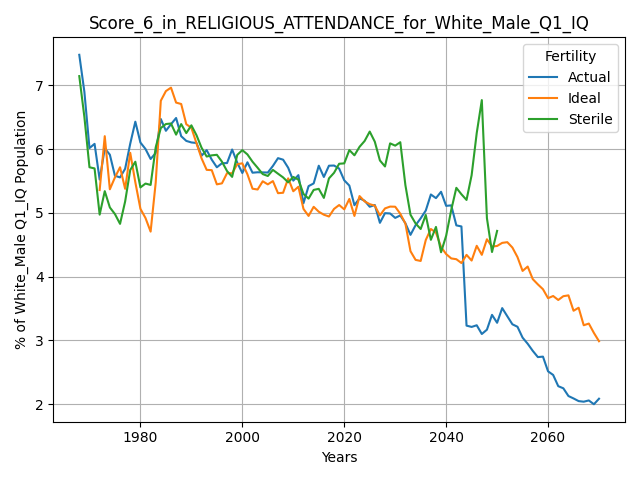 Score_6_in_RELIGIOUS_ATTENDANCE_for_White_Male_Q1_IQ
Fertility
Actual
Ideal
Sterile
% of White_Male Q1_IQ Population
7
6
5
4
3
2
1980
2000
2020
2040
2060
Years